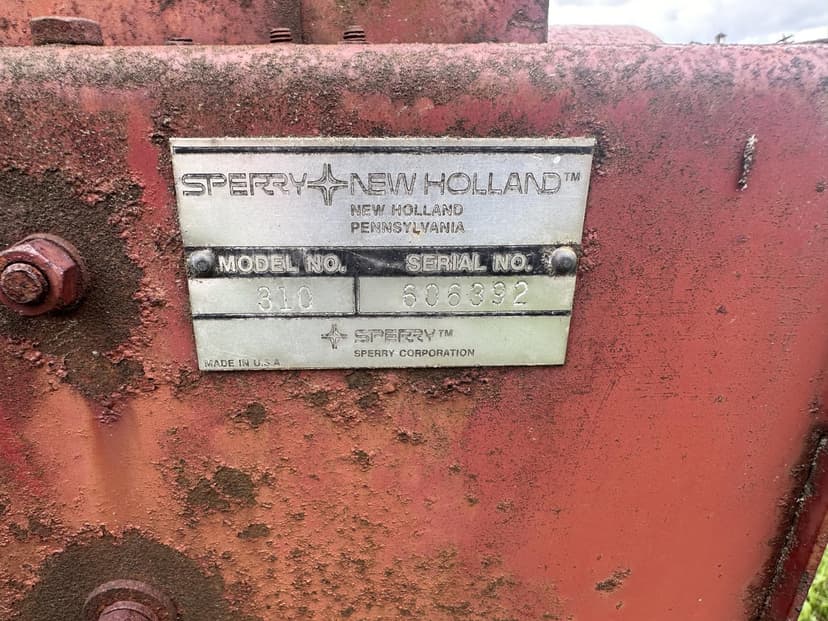 SPERRY NEW HOLLAND™
NEW HOLLAND
PENNSYLVANIA
MODEL NO. SERIAL NO.
310 606392
SPERRY™
SPERRY CORPORATION
MADE IN U.S.A